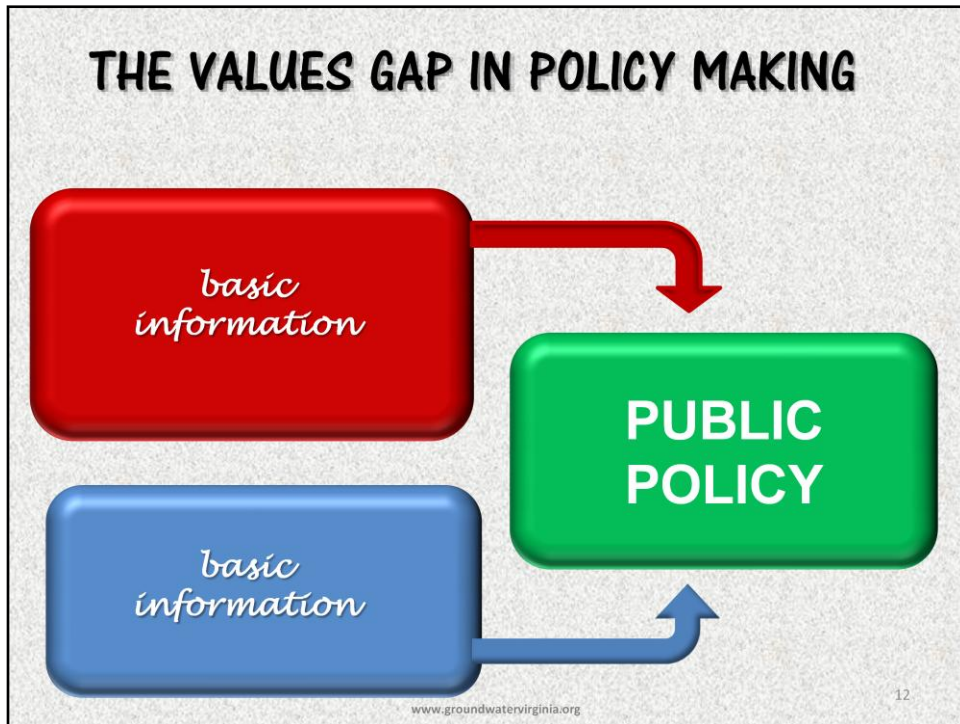 THE VALUES GAP IN POLICY MAKING
basic
information
PUBLIC
POLICY
basic
information
www.groundwatervirginia.org
12